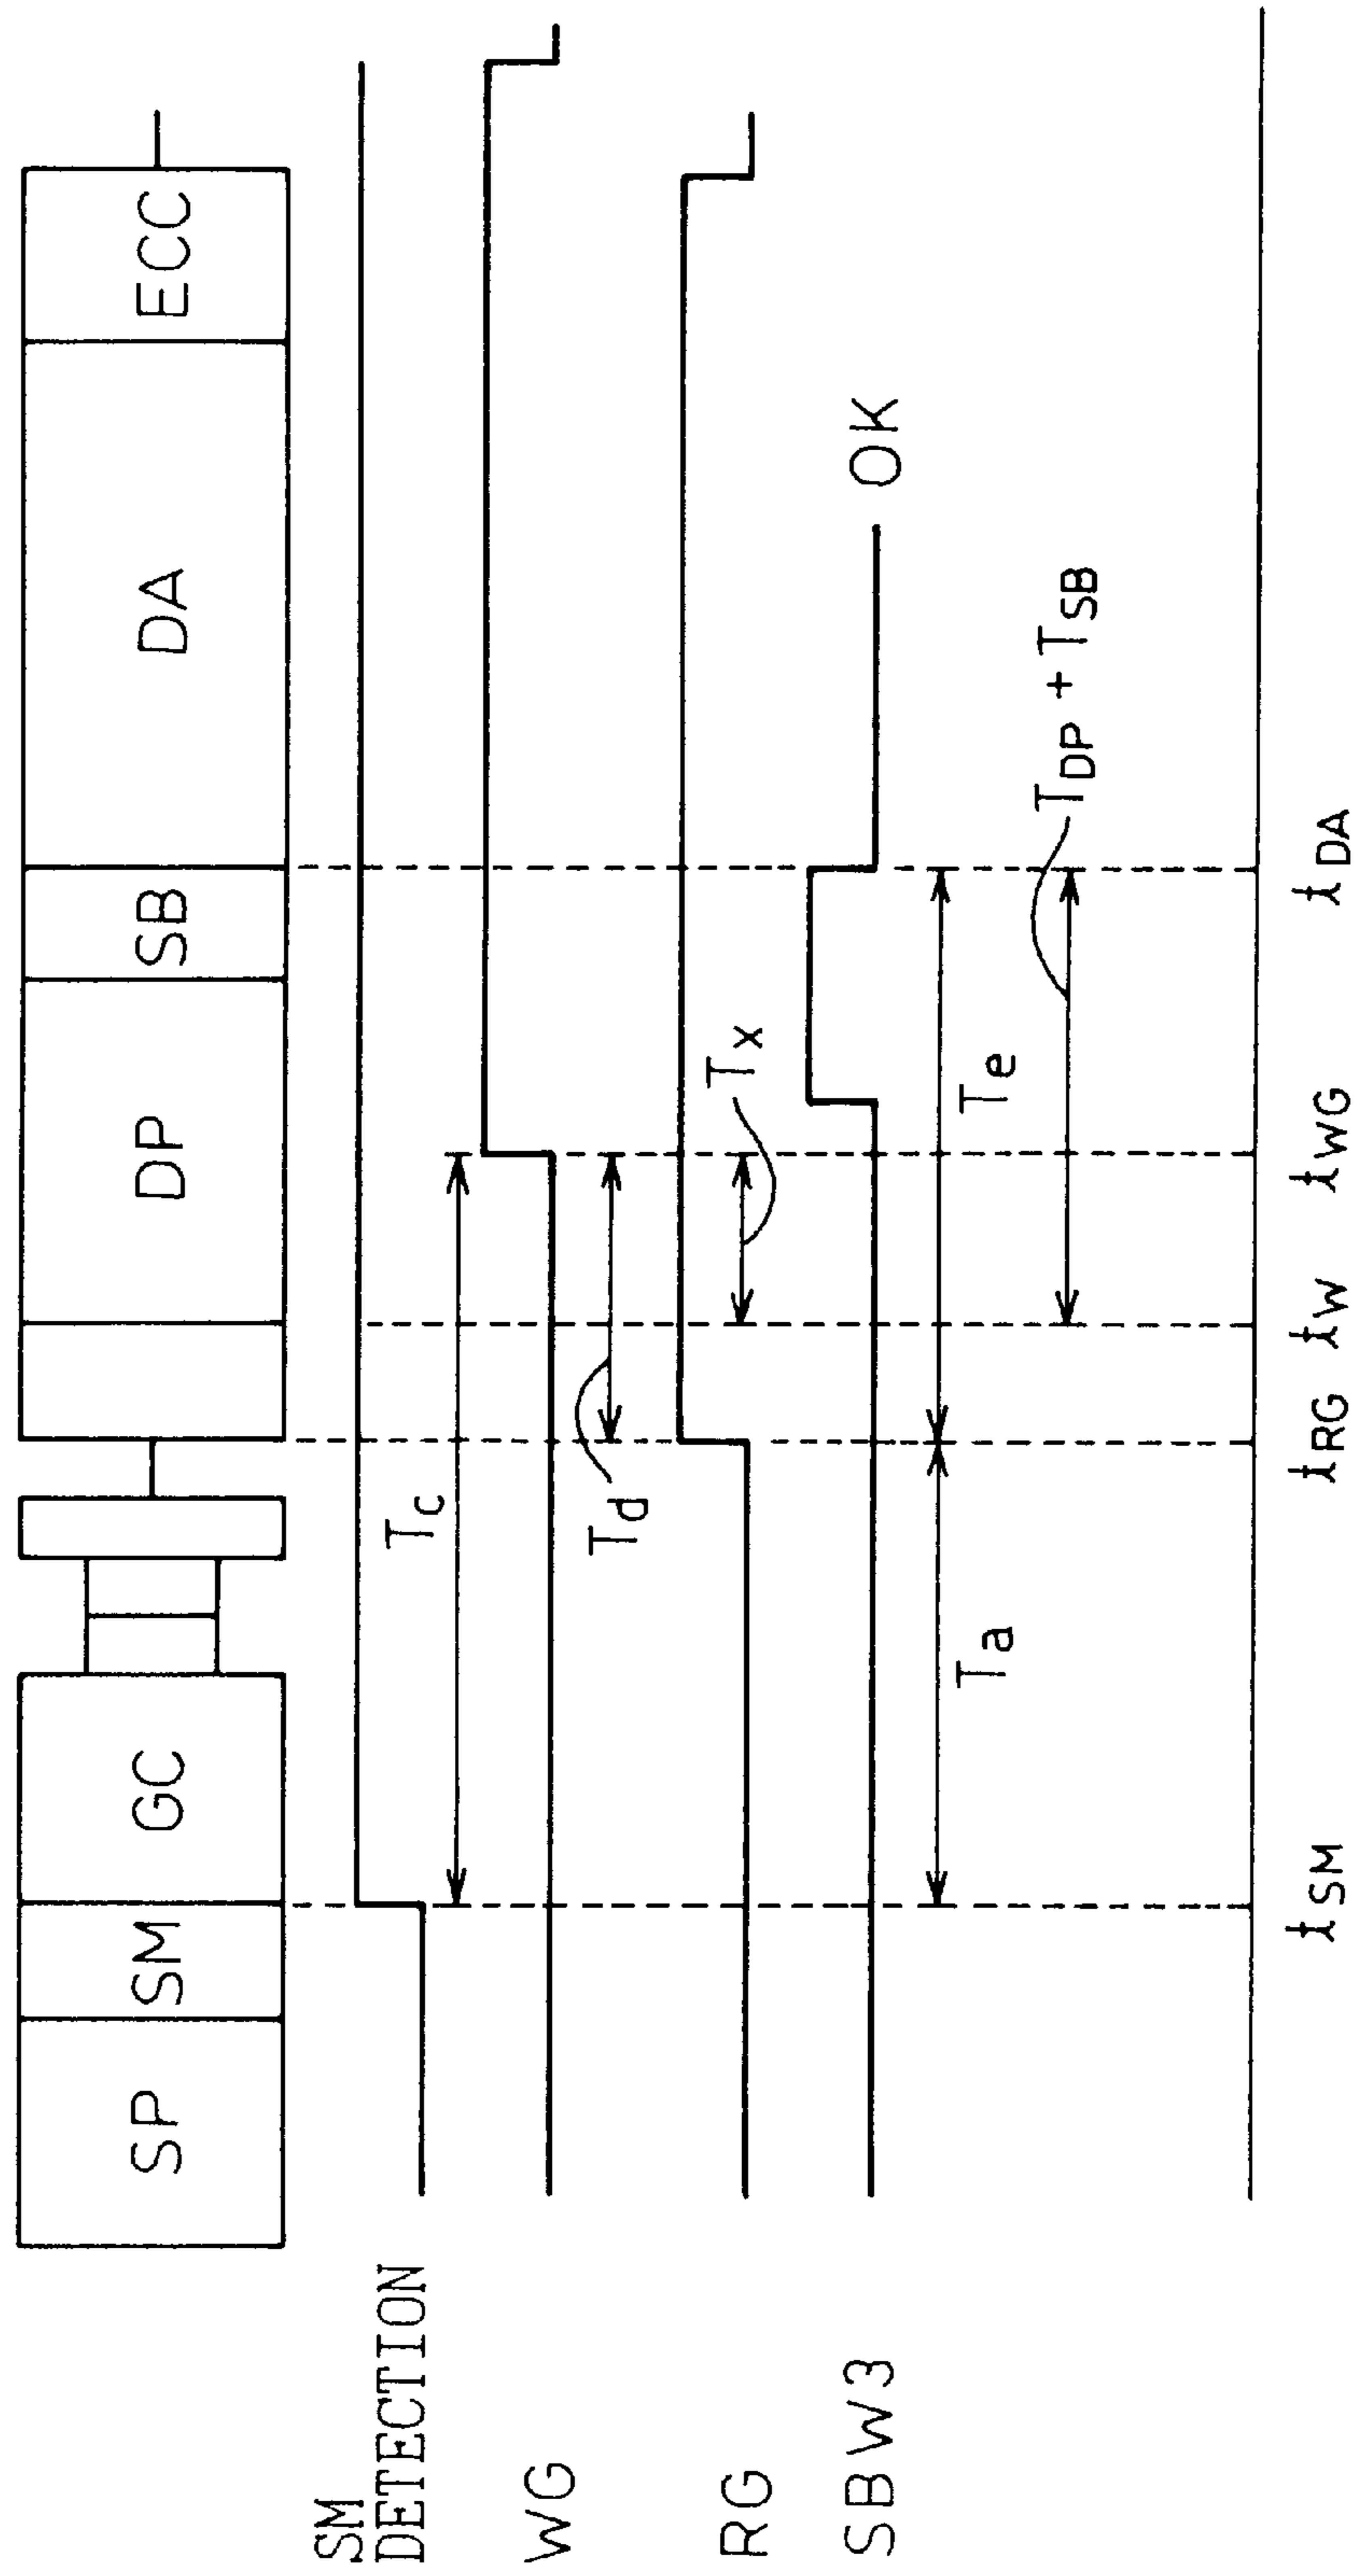 SP SM GC DP SB DA ECC
SM
DETECTION
Tc
WG
Td
RG
Tx
SBW3
OK
Ta
Te
TDP + TSB
tSM tRG tW tWG tDA